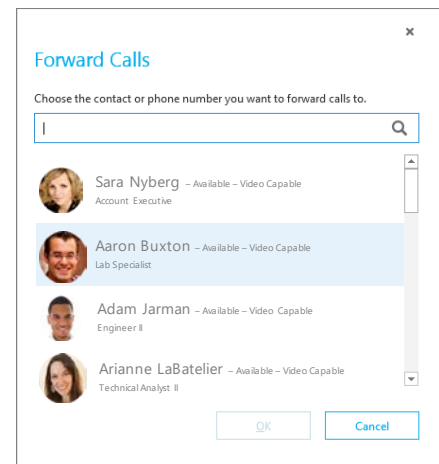 ×
Forward Calls
Choose the contact or phone number you want to forward calls to.
Sara Nyberg – Available – Video Capable
Account Executive
Aaron Buxton – Available – Video Capable
Lab Specialist
Adam Jarman – Available – Video Capable
Engineer II
Arianne LaBatelier – Available – Video Capable
Technical Analyst II
OK Cancel